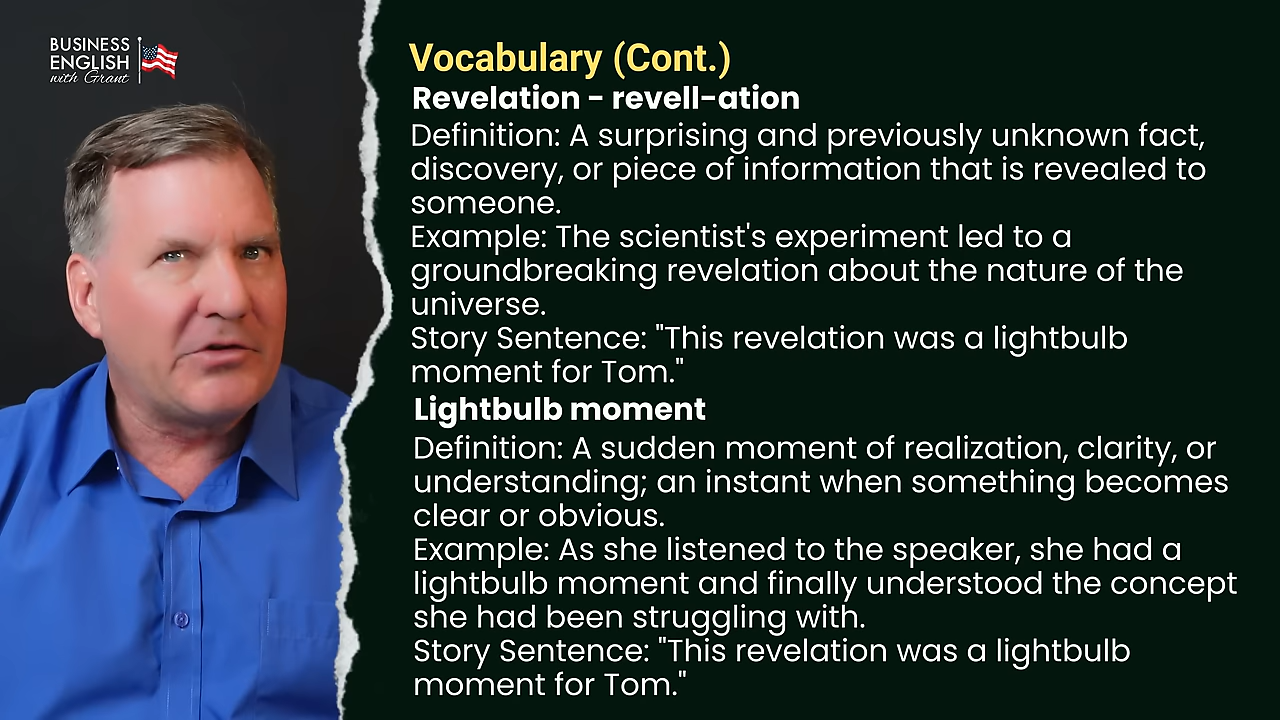 BUSINESS
ENGLISH
with Grant
Vocabulary (Cont.)
Revelation - revell-ation
Definition: A surprising and previously unknown fact,
discovery, or piece of information that is revealed to
someone.
Example: The scientist's experiment led to a
groundbreaking revelation about the nature of the
universe.
Story Sentence: "This revelation was a lightbulb
moment for Tom."
Lightbulb moment
Definition: A sudden moment of realization, clarity, or
understanding; an instant when something becomes
clear or obvious.
Example: As she listened to the speaker, she had a
lightbulb moment and finally understood the concept
she had been struggling with.
Story Sentence: "This revelation was a lightbulb
moment for Tom."